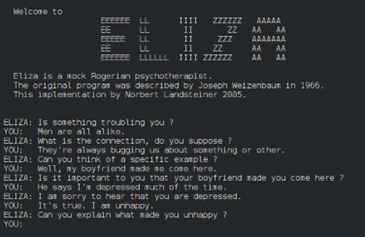 Welcome to
EEEEEE LL IIII ZZZZZZ AAAAA
EE LL II ZZ AA AA
EEEEE LL II ZZZ AAAAAAA
EE LL II ZZ AA AA
EEEEEE LLLLLL IIII ZZZZZZ AA AA
Eliza is a mock Rogerian psychotherapist.
The original program was described by Joseph Weizenbaum in 1966.
This implementation by Norbert Landsteiner 2005.
ELIZA: Is something troubling you ?
YOU: Men are all alike.
ELIZA: What is the connection, do you suppose ?
YOU: They're always bugging us about something or other.
ELIZA: Can you think of a specific example ?
YOU: Well, my boyfriend made me come here.
ELIZA: Is it important to you that your boyfriend made you come here ?
YOU: He says I'm depressed much of the time.
ELIZA: I am sorry to hear that you are depressed.
YOU: It's true. I am unhappy.
ELIZA: Can you explain what made you unhappy ?
YOU: